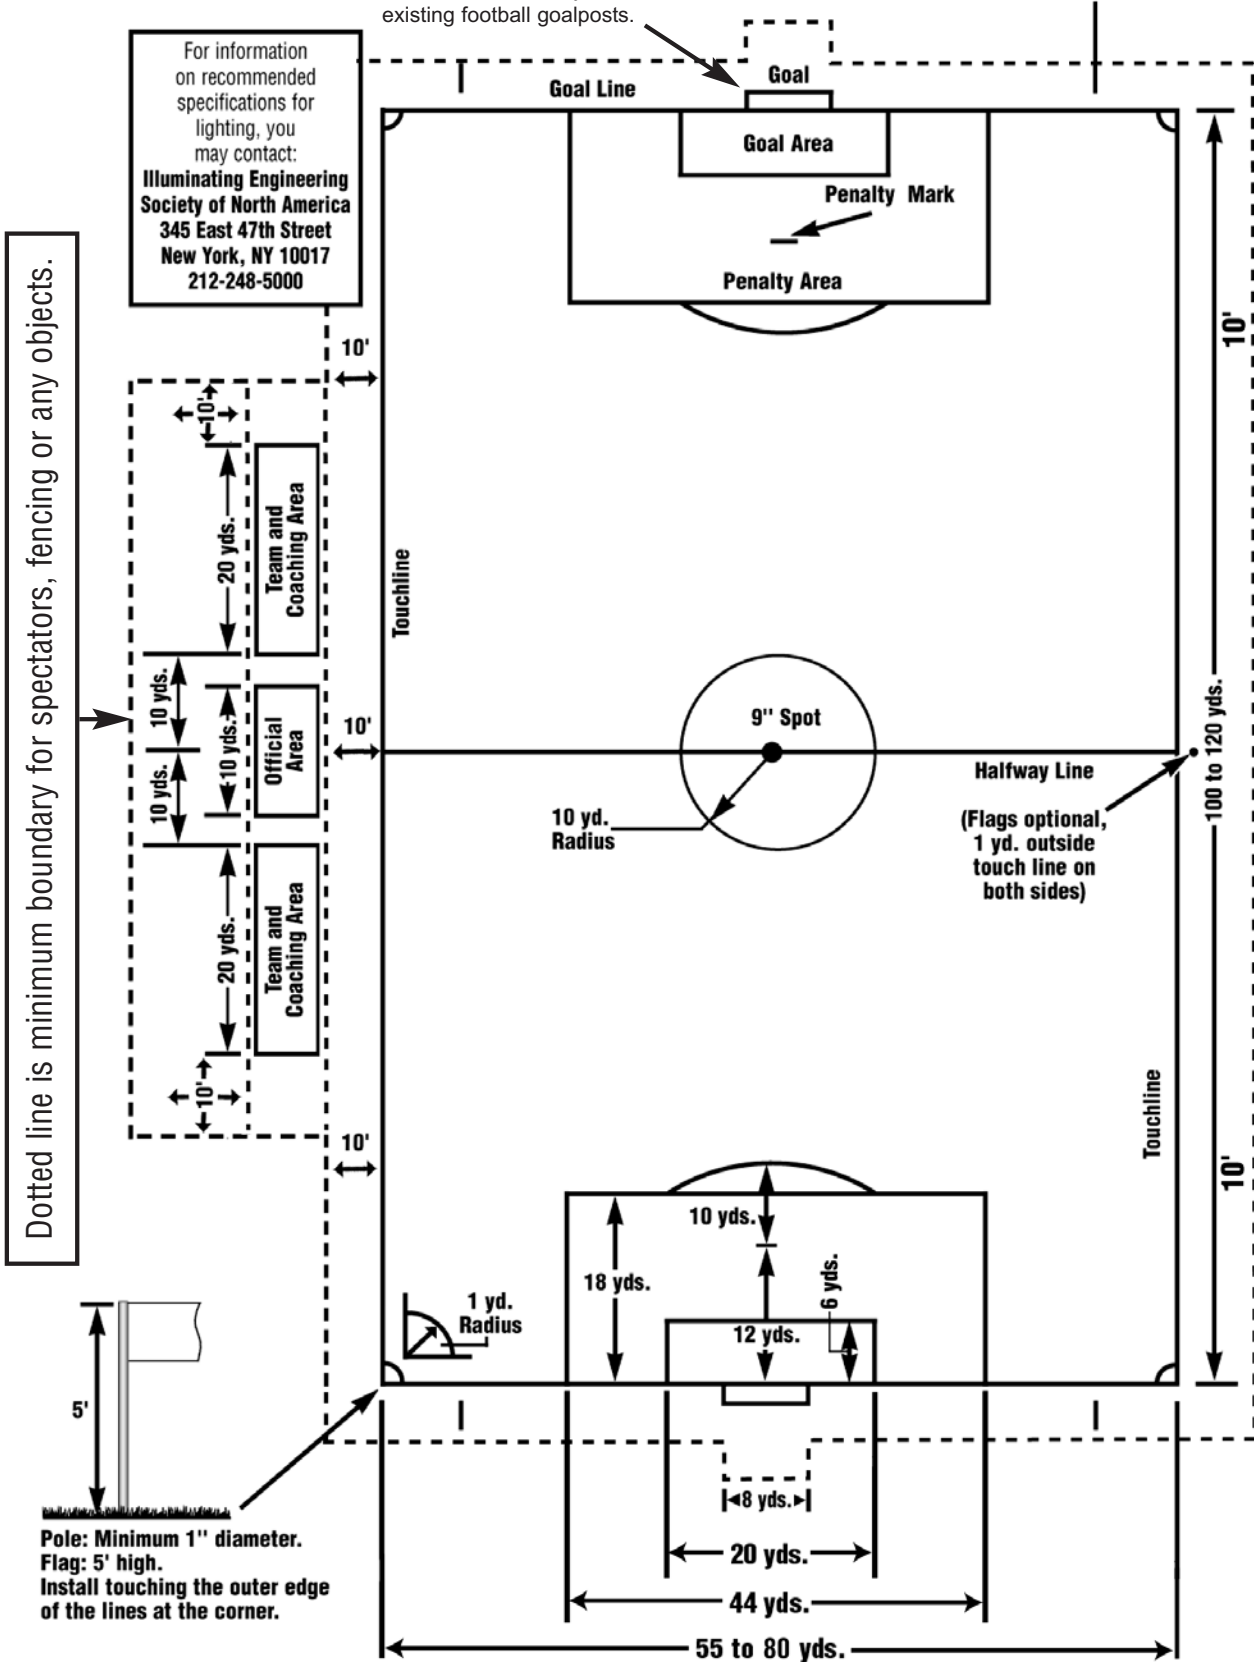 existing football goalposts.
For information
on recommended
specifications for
lighting, you
may contact:
Illuminating Engineering
Society of North America
345 East 47th Street
New York, NY 10017
212-248-5000
Goal Line
Goal
Goal Area
Penalty Mark
Penalty Area
Dotted line is minimum boundary for spectators, fencing or any objects.
10'
10'
10'
20 yds.
Team and
Coaching Area
Touchline
10 yds.
10 yds.
10 yds.
Official
Area
10'
9" Spot
10 yd.
Radius
Halfway Line
(Flags optional,
1 yd. outside
touch line on
both sides)
100 to 120 yds.
20 yds.
Team and
Coaching Area
10'
10'
Touchline
10'
10 yds.
18 yds.
12 yds.
6 yds.
1 yd.
Radius
5'
8 yds.
20 yds.
44 yds.
55 to 80 yds.
Pole: Minimum 1" diameter.
Flag: 5' high.
Install touching the outer edge
of the lines at the corner.